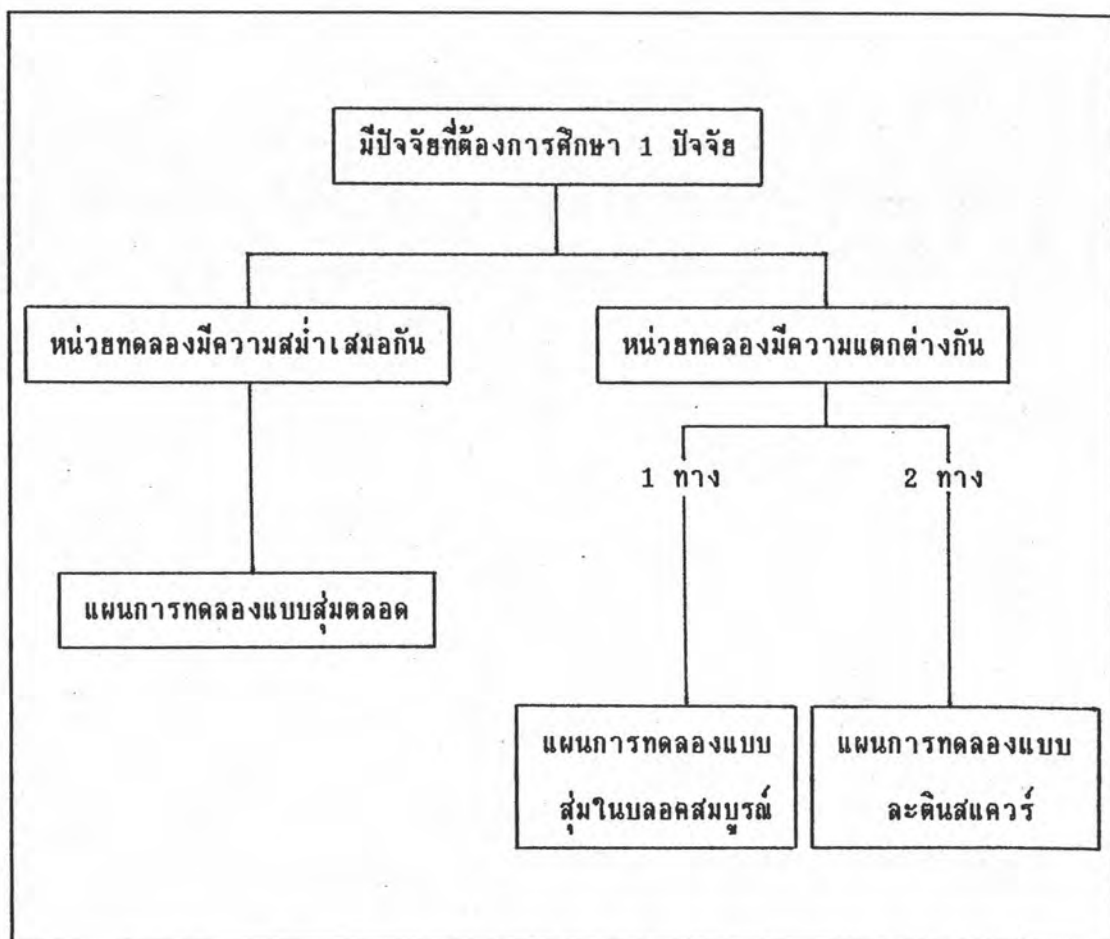 มีปัจจัยที่ต้องการศึกษา 1 ปัจจัย
หน่วยทดลองมีความสม่ำเสมอกัน
หน่วยทดลองมีความแตกต่างกัน
1 ทาง
2 ทาง
แผนการทดลองแบบสุ่มตลอด
แผนการทดลองแบบ
สุ่มในบลอคสมบูรณ์
แผนการทดลองแบบ
ละตินสแควร์